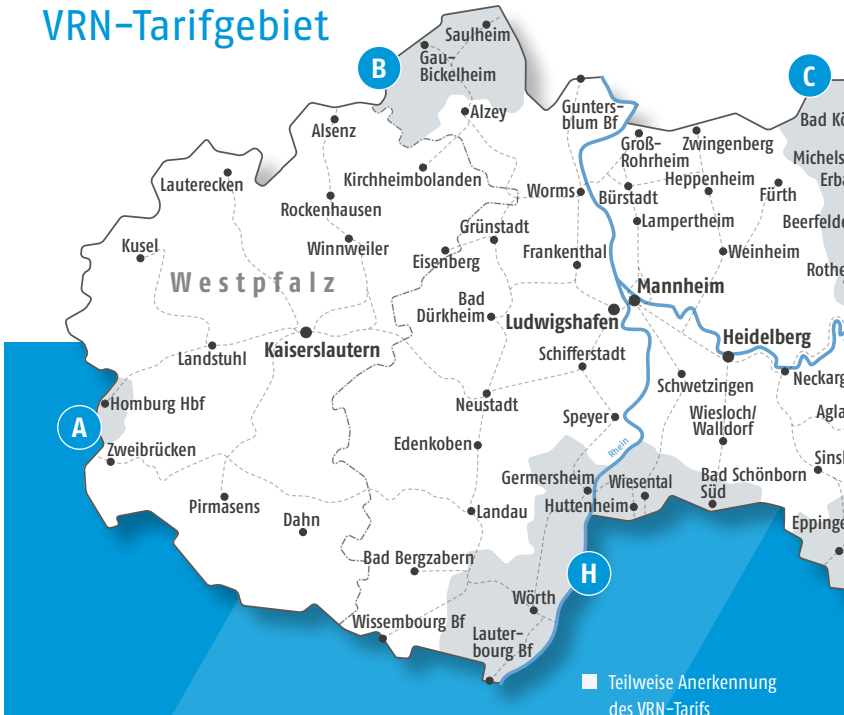 VRN-Tarifgebiet
Saulheim
B
Gau-
Bickelheim
C
Alzey
Gunters-
blum Bf
Bad Kö
Alsenz
Groß-
Rohrheim
Zwingenberg
Michels
Lauterecken
Kirchheimbolanden
Heppenheim
Erba
Worms
Bürstadt
Fürth
Rockenhausen
Grünstadt
Lampertheim
Beerfelde
Kusel
Winnweiler
Eisenberg
Frankenthal
Weinheim
Rothe
Westpfalz
Mannheim
Bad
Dürkheim
Ludwigshafen
Heidelberg
Landstuhl
Kaiserslautern
Schifferstadt
Schwetzingen
Neckarg
Homburg Hbf
Neustadt
A
Speyer
Wiesloch/
Walldorf
Agla
Zweibrücken
Edenkoben
Rhein
Sinsh
Germersheim
Wiesental
Bad Schönborn
Süd
Pirmasens
Huttenheim
Landau
Dahn
Eppinge
Bad Bergzabern
H
Wörth
Wissembourg Bf
Lauter-
bourg Bf
Teilweise Anerkennung
des VRN-Tarifs